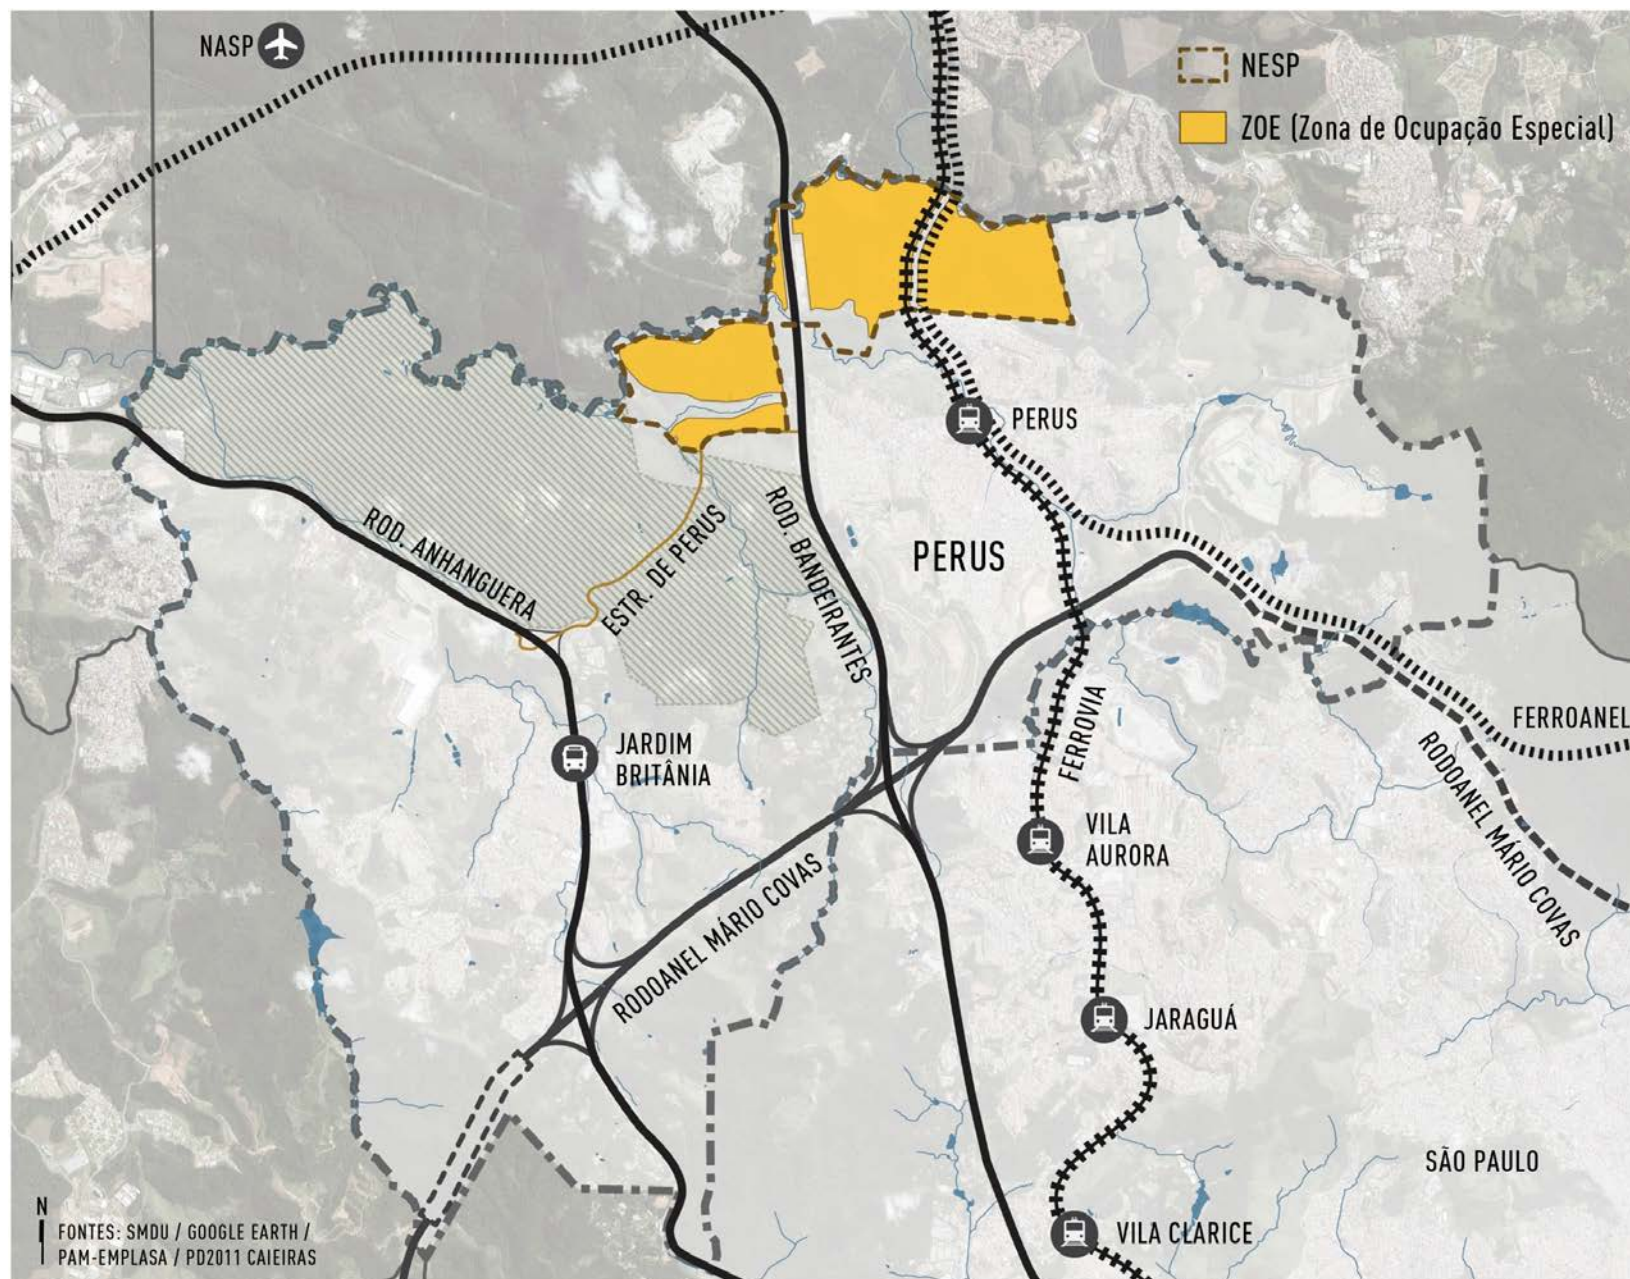 NASP
NESP
ZOE (Zona de Ocupação Especial)
PERUS
ROD. ANHANGUERA
ESTR. DE PERUS
ROD. BANDEIRANTES
PERUS
FERROVIA
FERROANEL
RODOANEL MÁRIO COVAS
JARDIM
BRITÂNIA
VILA
AURORA
RODOANEL MÁRIO COVAS
JARAGUÁ
SÃO PAULO
VILA CLARICE
N
FONTES: SMDU / GOOGLE EARTH /
PAM-EMPLASA / PD2011 CAIEIRAS